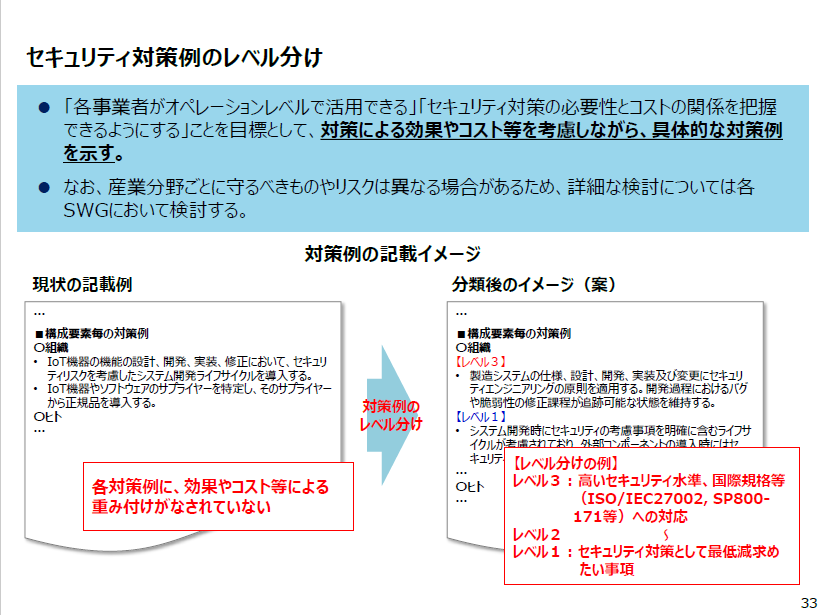 セキュリティ対策例のレベル分け
● 「各事業者がオペレーションレベルで活用できる」「セキュリティ対策の必要性とコストの関係を把握
できるようにする」ことを目標として、対策による効果やコスト等を考慮しながら、具体的な対策例
を示す。
● なお、産業分野ごとに守るべきものやリスクは異なる場合があるため、詳細な検討については各
SWGにおいて検討する。
対策例の記載イメージ
現状の記載例
…
■構成要素毎の対策例
〇組織
• IoT機器の機能の設計、開発、実装、修正において、セキュリ
ティリスクを考慮したシステム開発ライフサイクルを導入する。
• IoT機器やソフトウェアのサプライヤーを特定し、そのサプライヤー
から正規品を導入する。
〇ヒト
…
各対策例に、効果やコスト等による
重み付けがなされていない
対策例の
レベル分け
分類後のイメージ（案）
…
■構成要素毎の対策例
〇組織
【レベル３】
• 製造システムの仕様、設計、開発、実装及び変更にセキュリ
ティエンジニアリングの原則を適用する。開発過程におけるバグ
や脆弱性の修正課程が追跡可能な状態を維持する。
【レベル１】
• システム開発時にセキュリティの考慮事項を明確に含むライフサ
イクルが考慮されており、外部コンポーネントの導入時にはセ
キュリテ
…
〇ヒト
…
【レベル分けの例】
レベル３：高いセキュリティ水準、国際規格等
（ISO/IEC27002, SP800-
171等）への対応
レベル２ ～
レベル１：セキュリティ対策として最低減求め
たい事項
33